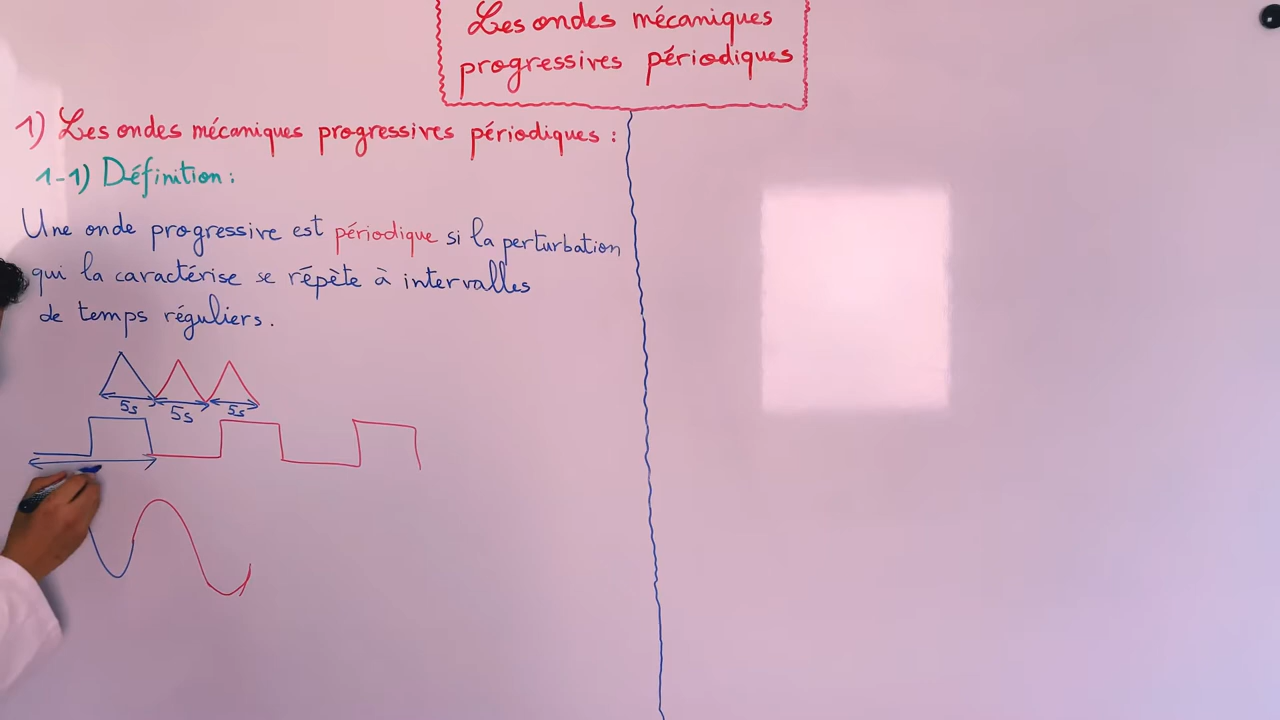 Les ondes mécaniques
progressives périodiques
1) Les ondes mécaniques progressives périodiques :
1-1) Définition :
Une onde progressive est périodique si la perturbation
qui la caractérise se répète à intervalles
de temps réguliers.
5s 5s 5s